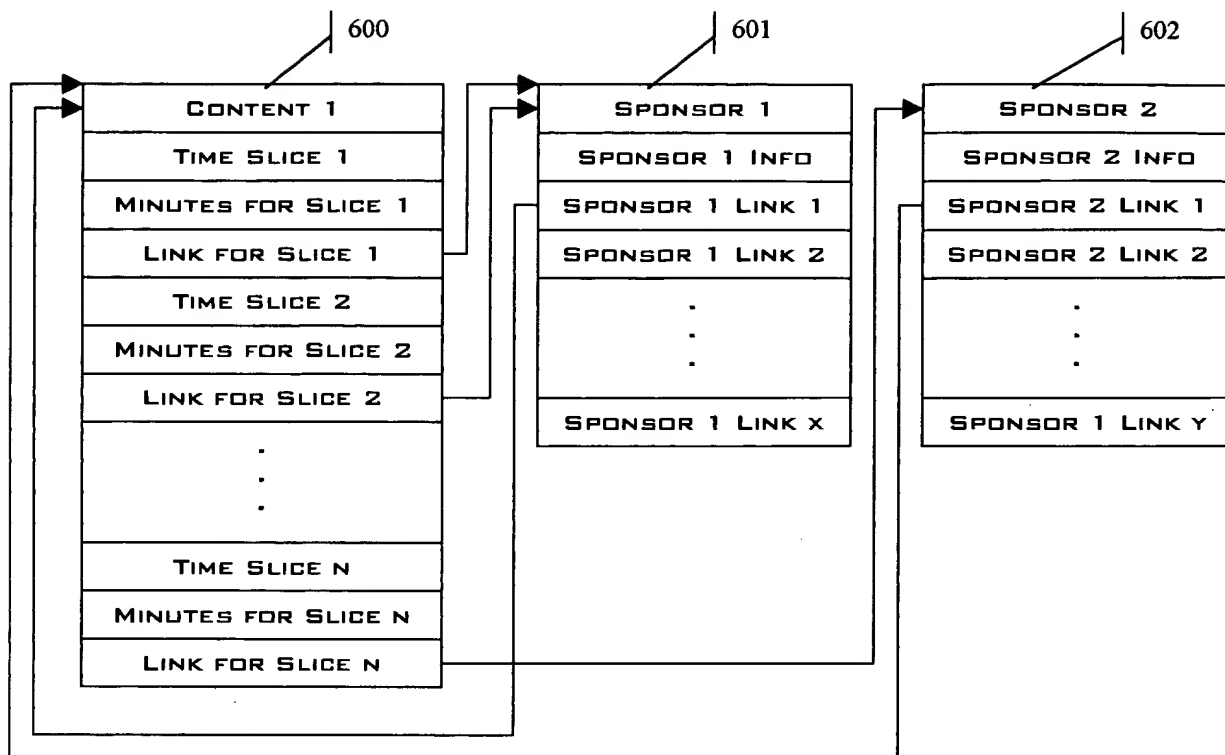 600
601
602
CONTENT 1
TIME SLICE 1
MINUTES FOR SLICE 1
LINK FOR SLICE 1
TIME SLICE 2
MINUTES FOR SLICE 2
LINK FOR SLICE 2
.
.
.
TIME SLICE N
MINUTES FOR SLICE N
LINK FOR SLICE N
SPONSOR 1
SPONSOR 1 INFO
SPONSOR 1 LINK 1
SPONSOR 1 LINK 2
.
.
.
SPONSOR 1 LINK X
SPONSOR 2
SPONSOR 2 INFO
SPONSOR 2 LINK 1
SPONSOR 2 LINK 2
.
.
.
SPONSOR 1 LINK Y